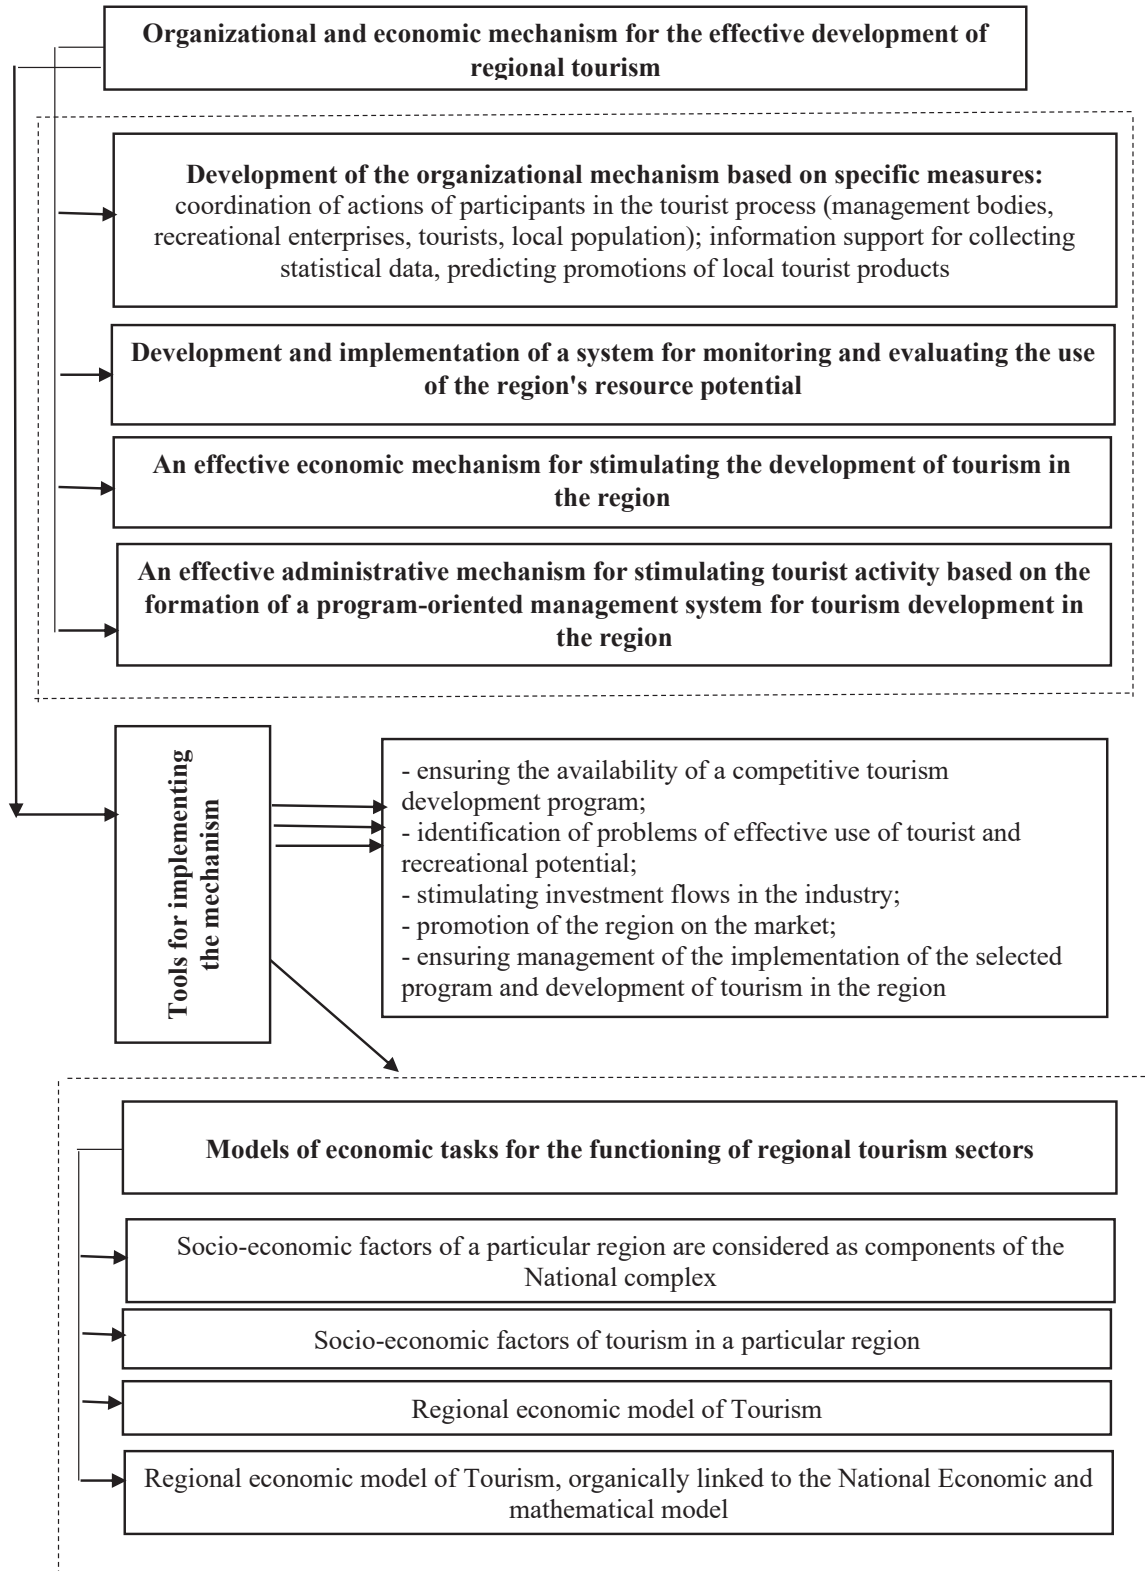 Organizational and economic mechanism for the effective development of
regional tourism
Development of the organizational mechanism based on specific measures:
coordination of actions of participants in the tourist process (management bodies,
recreational enterprises, tourists, local population); information support for collecting
statistical data, predicting promotions of local tourist products
Development and implementation of a system for monitoring and evaluating the use
of the region's resource potential
An effective economic mechanism for stimulating the development of tourism in
the region
An effective administrative mechanism for stimulating tourist activity based on the
formation of a program-oriented management system for tourism development in
the region
Tools for implementing
the mechanism
- ensuring the availability of a competitive tourism
development program;
- identification of problems of effective use of tourist and
recreational potential;
- stimulating investment flows in the industry;
- promotion of the region on the market;
- ensuring management of the implementation of the selected
program and development of tourism in the region
Models of economic tasks for the functioning of regional tourism sectors
Socio-economic factors of a particular region are considered as components of the
National complex
Socio-economic factors of tourism in a particular region
Regional economic model of Tourism
Regional economic model of Tourism, organically linked to the National Economic and
mathematical model